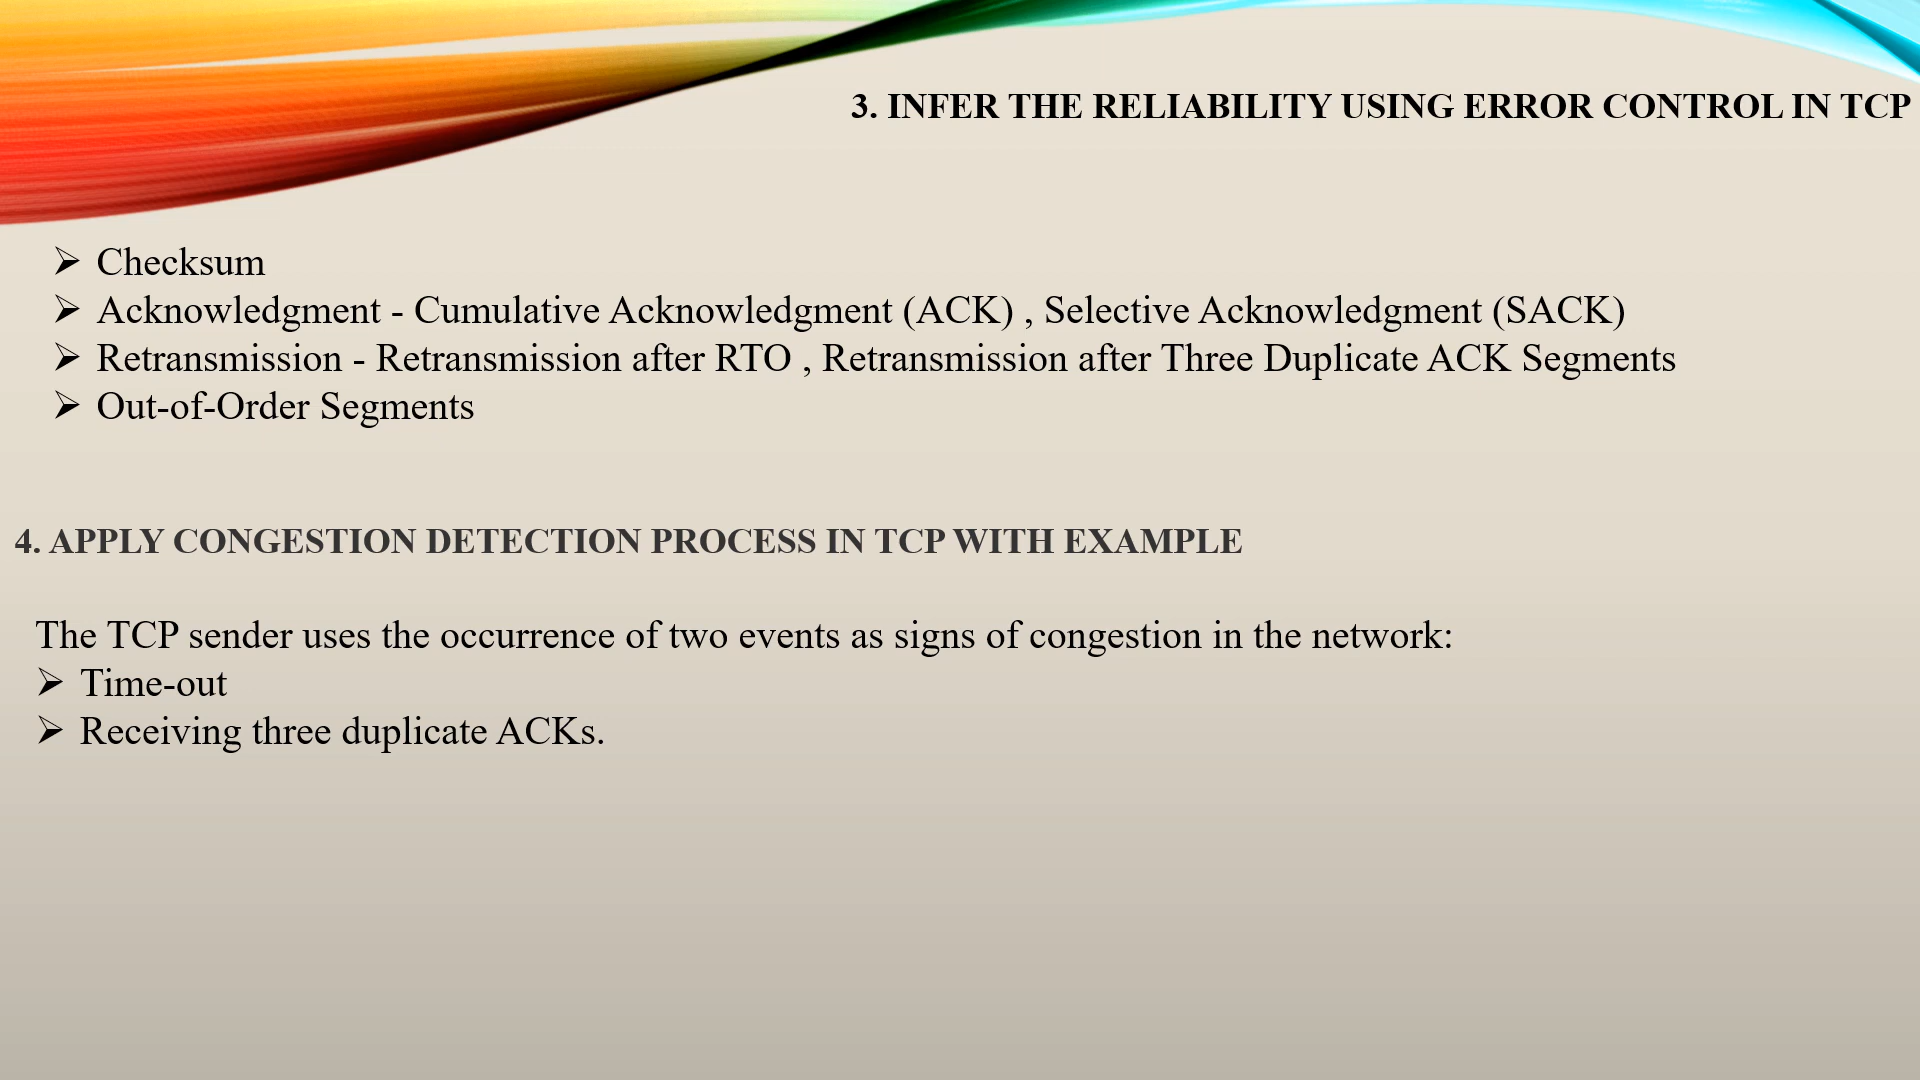 3. INFER THE RELIABILITY USING ERROR CONTROL IN TCP
➢ Checksum
➢ Acknowledgment - Cumulative Acknowledgment (ACK) , Selective Acknowledgment (SACK)
➢ Retransmission - Retransmission after RTO , Retransmission after Three Duplicate ACK Segments
➢ Out-of-Order Segments
4. APPLY CONGESTION DETECTION PROCESS IN TCP WITH EXAMPLE
The TCP sender uses the occurrence of two events as signs of congestion in the network:
➢ Time-out
➢ Receiving three duplicate ACKs.